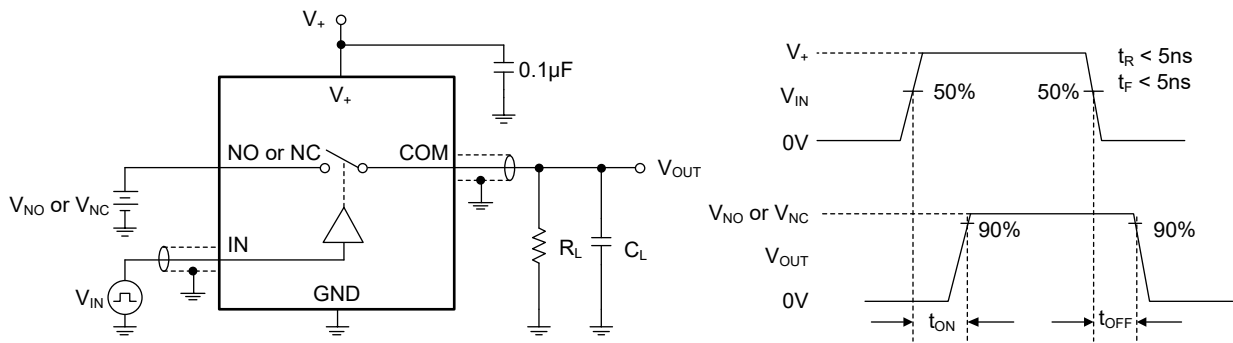 V+
0.1µF
V+
NO or NC
COM
VOUT
VNO or VNC
IN
RL
CL
VIN
GND
V+
tR < 5ns
tF < 5ns
VIN
50%
50%
0V
VNO or VNC
90%
90%
VOUT
0V
tON
tOFF